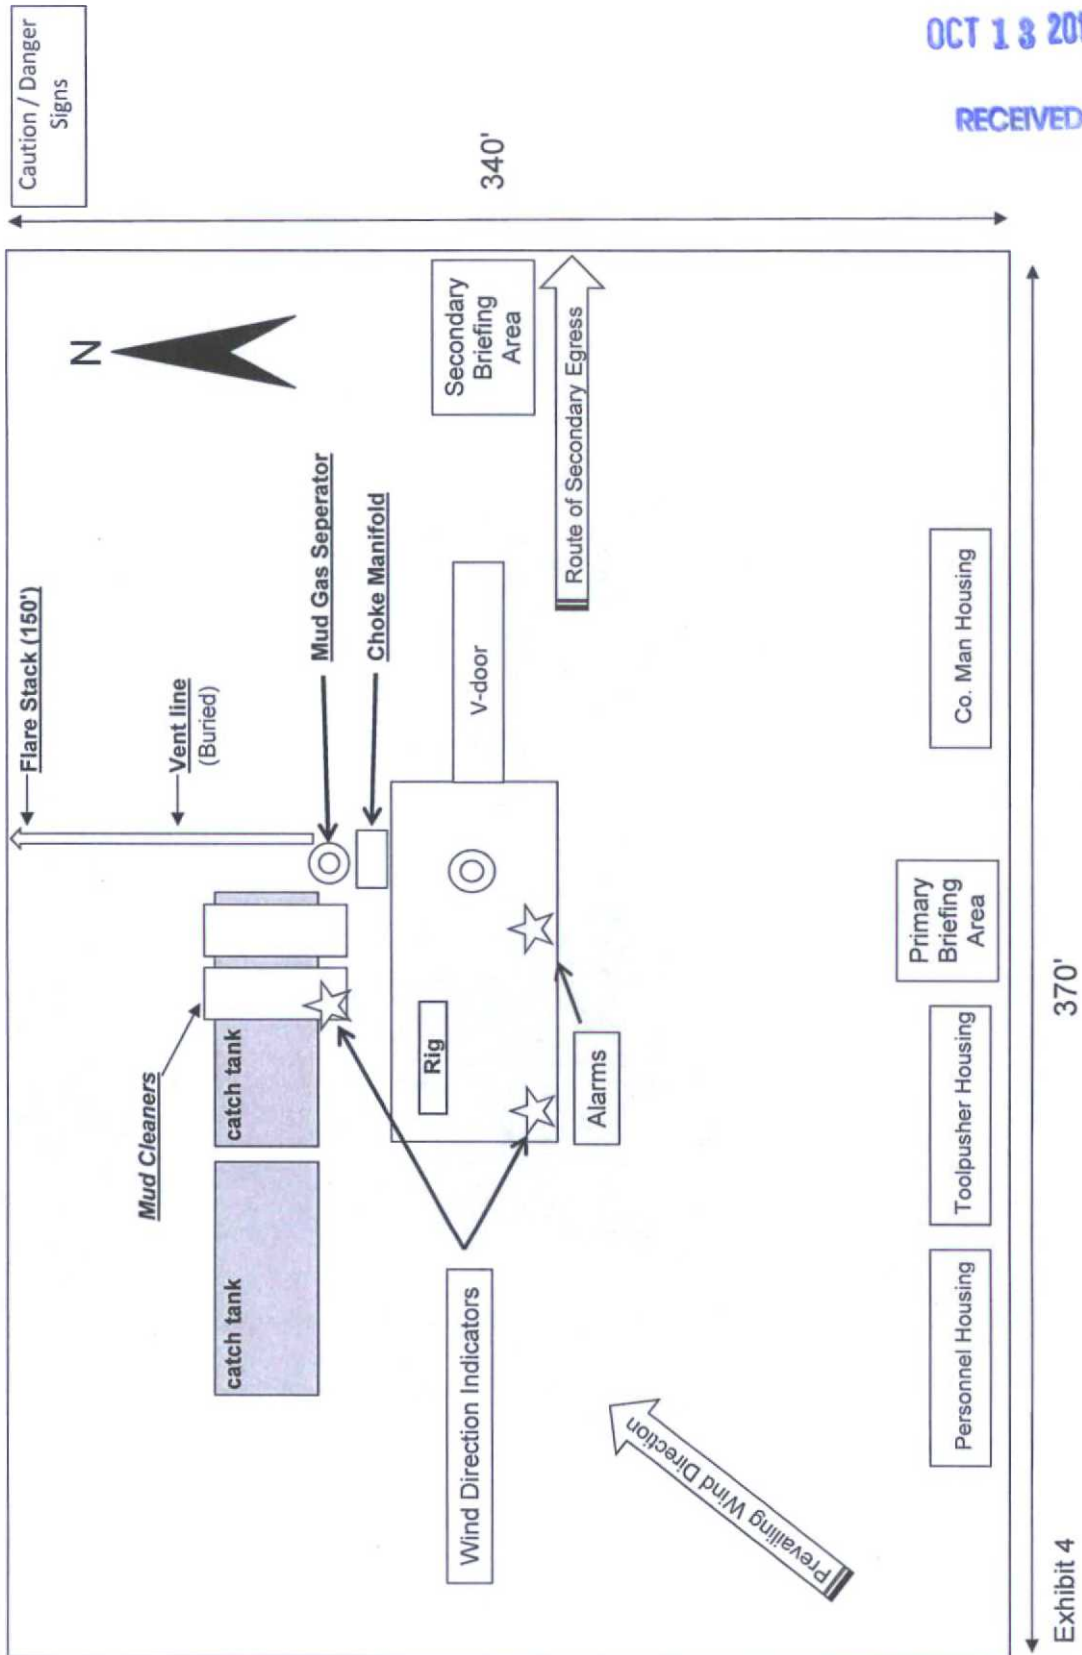 OCT 13 20
RECEIVED
Caution / Danger
Signs
340'
N
Flare Stack (150')
Vent line
(Buried)
Mud Gas Seperator
Choke Manifold
Secondary
Briefing
Area
Route of Secondary Egress
V-door
Mud Cleaners
catch tank
catch tank
Rig
Alarms
Wind Direction Indicators
Prevailing Wind Direction
Personnel Housing
Toolpusher Housing
Primary
Briefing
Area
Co. Man Housing
370'
Exhibit 4